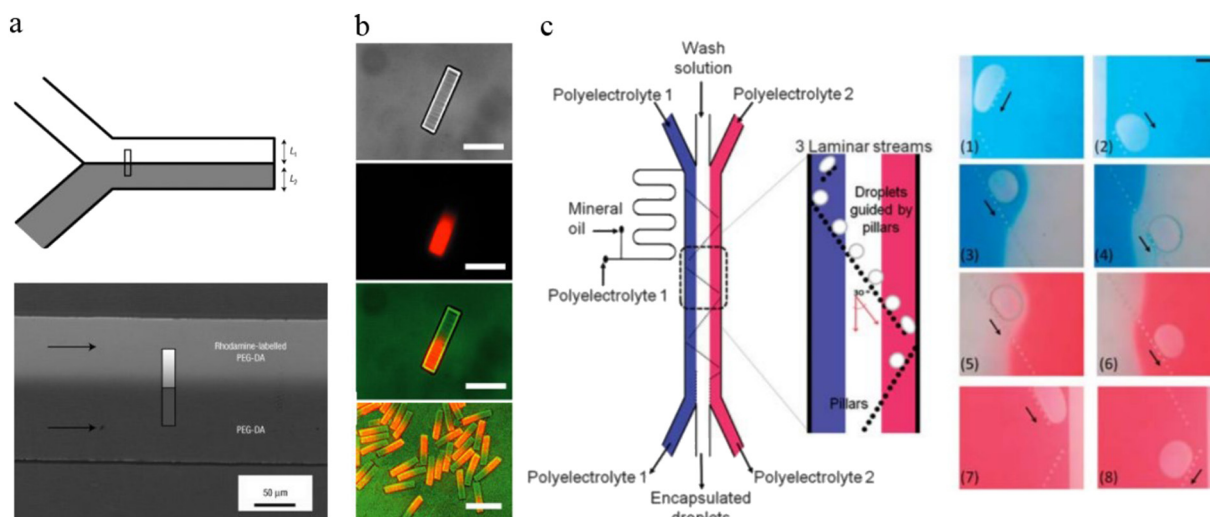 a
L₁
L₂
Rhodamine-labelled
PEG-DA
PEG-DA
50 μm
b
c
Wash
solution
Polyelectrolyte 1
Polyelectrolyte 2
3 Laminar streams
Droplets
guided by
pillars
Mineral
oil
Polyelectrolyte 1
Pillars
Polyelectrolyte 1
Polyelectrolyte 2
Encapsulated
droplets
(1)
(2)
(3)
(4)
(5)
(6)
(7)
(8)